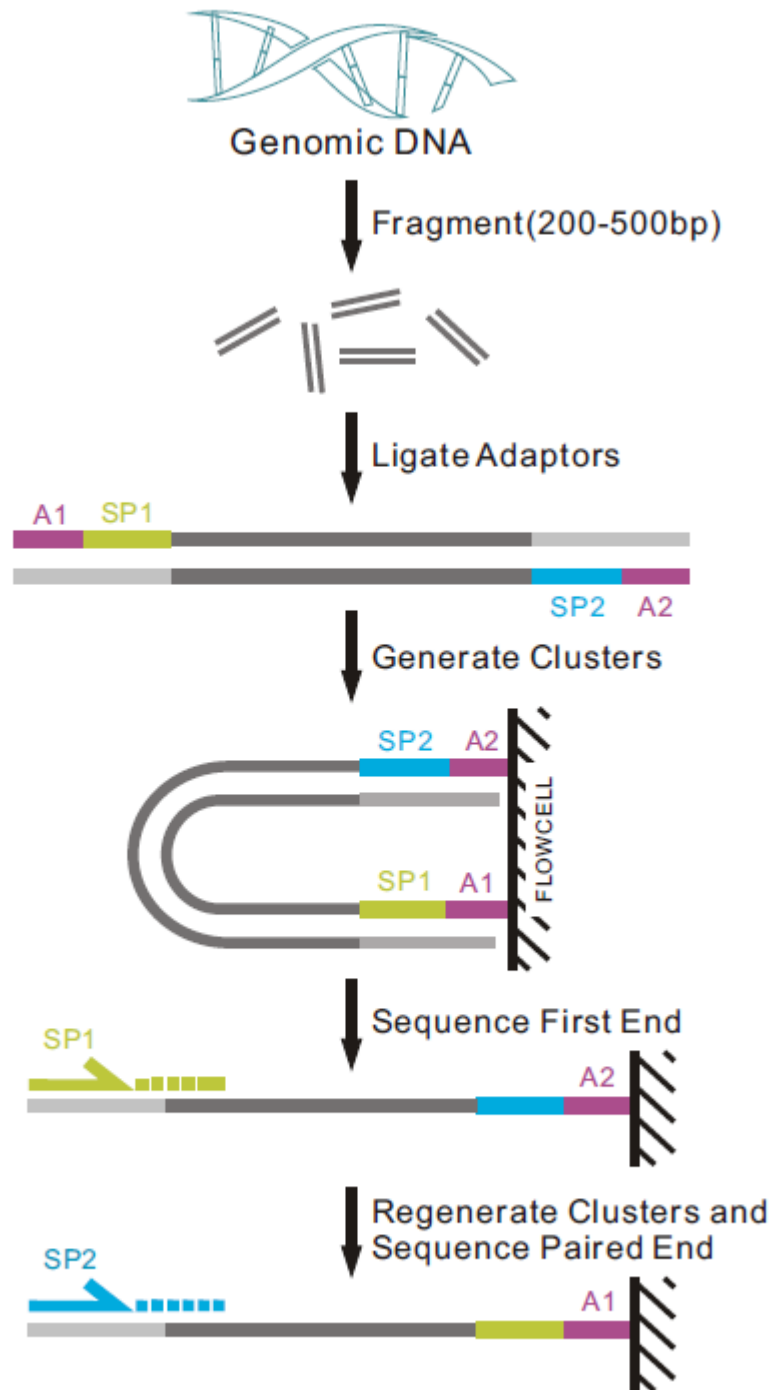 Genomic DNA
Fragment(200-500bp)
Ligate Adaptors
A1 SP1
SP2 A2
Generate Clusters
SP2 A2
FLOWCELL
SP1 A1
Sequence First End
SP1
A2
Regenerate Clusters and
Sequence Paired End
SP2
A1